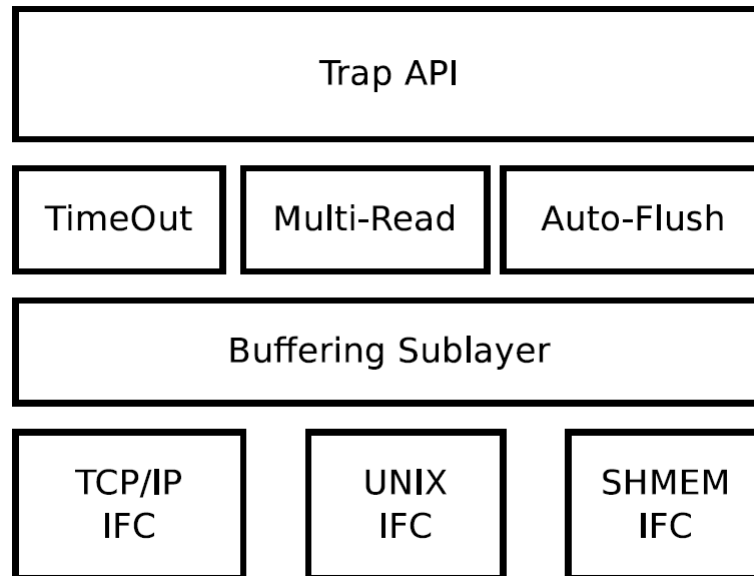 Trap API
TimeOut Multi-Read Auto-Flush
Buffering Sublayer
TCP/IP UNIX SHMEM
IFC IFC IFC